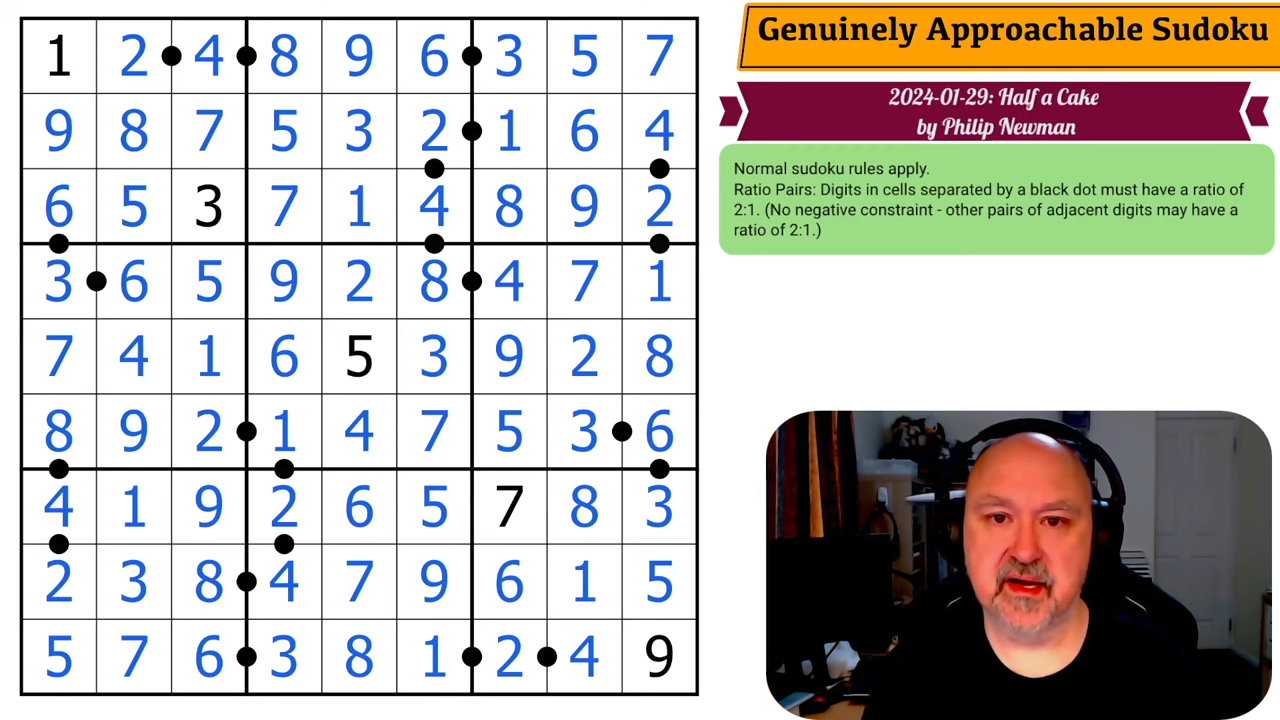 Genuinely Approachable Sudoku
2024-01-29: Half a Cake
by Philip Newman
Normal sudoku rules apply.
Ratio Pairs: Digits in cells separated by a black dot must have a ratio of
2:1. (No negative constraint - other pairs of adjacent digits may have a
ratio of 2:1.)
1 2 4 8 9 6 3 5 7
9 8 7 5 3 2 1 6 4
6 5 3 7 1 4 8 9 2
3 6 5 9 2 8 4 7 1
7 4 1 6 5 3 9 2 8
8 9 2 1 4 7 5 3 6
4 1 9 2 6 5 7 8 3
2 3 8 4 7 9 6 1 5
5 7 6 3 8 1 2 4 9